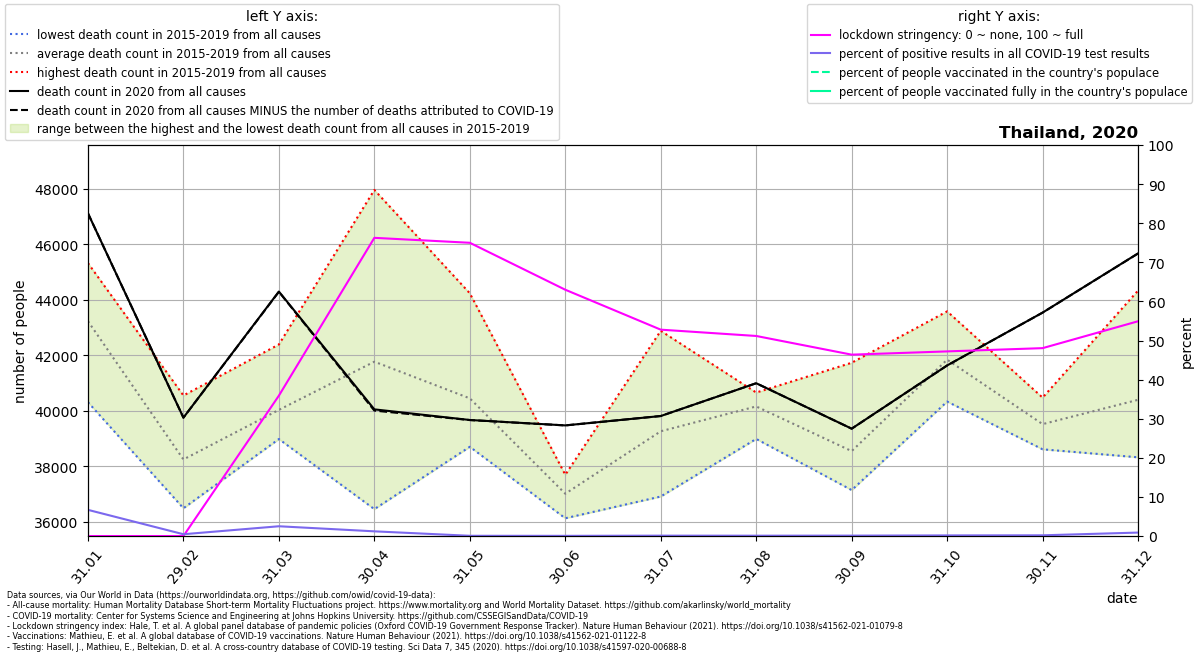 left Y axis:
lowest death count in 2015-2019 from all causes
average death count in 2015-2019 from all causes
highest death count in 2015-2019 from all causes
death count in 2020 from all causes
death count in 2020 from all causes MINUS the number of deaths attributed to COVID-19
range between the highest and the lowest death count from all causes in 2015-2019
right Y axis:
lockdown stringency: 0 ~ none, 100 ~ full
percent of positive results in all COVID-19 test results
percent of people vaccinated in the country's populace
percent of people vaccinated fully in the country's populace
Thailand, 2020
number of people
48000
46000
44000
42000
40000
38000
36000
100
90
80
70
60
50
40
30
20
10
0
percent
31.01
29.02
31.03
30.04
31.05
30.06
31.07
31.08
30.09
31.10
30.11
31.12
date
Data sources, via Our World in Data (https://ourworldindata.org, https://github.com/owid/covid-19-data):
- All-cause mortality: Human Mortality Database Short-term Mortality Fluctuations project. https://www.mortality.org and World Mortality Dataset. https://github.com/akarlinsky/world_mortality
- COVID-19 mortality: Center for Systems Science and Engineering at Johns Hopkins University. https://github.com/CSSEGISandData/COVID-19
- Lockdown stringency index: Hale, T. et al. A global panel database of pandemic policies (Oxford COVID-19 Government Response Tracker). Nature Human Behaviour (2021). https://doi.org/10.1038/s41562-021-01079-8
- Vaccinations: Mathieu, E. et al. A global database of COVID-19 vaccinations. Nature Human Behaviour (2021). https://doi.org/10.1038/s41562-021-01122-8
- Testing: Hasell, J., Mathieu, E., Beltekian, D. et al. A cross-country database of COVID-19 testing. Sci Data 7, 345 (2020). https://doi.org/10.1038/s41597-020-00688-8